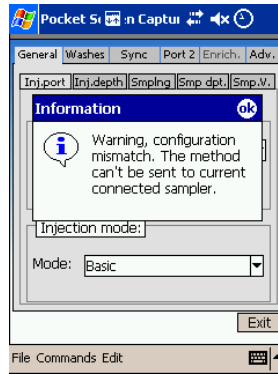 Pocket Sc
:n Captur
General Washes Sync Port 2 Enrich. Adv.
Inj.port Inj.depth Smplng Smp dpt. Smp.V.
Information ok
Warning, configuration
mismatch. The method
can't be sent to current
connected sampler.
Injection mode:
Mode: Basic
Exit
File Commands Edit